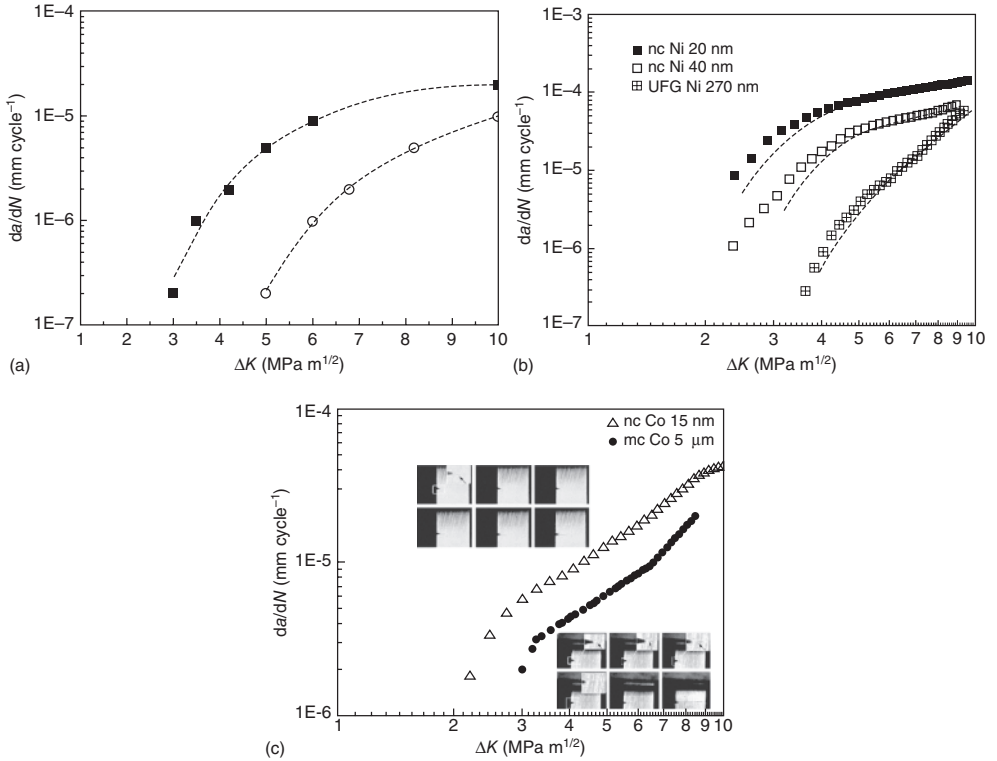 1E−4
1E−5
1E−6
1E−7
da/dN (mm cycle⁻¹)
1 2 3 4 5 6 7 8 9 10
ΔK (MPa m¹/²)
(a)
1E−3
1E−4
1E−5
1E−6
1E−7
da/dN (mm cycle⁻¹)
nc Ni 20 nm
nc Ni 40 nm
UFG Ni 270 nm
1 2 3 4 5 6 7 8 9 10
ΔK (MPa m¹/²)
(b)
1E−4
1E−5
1E−6
da/dN (mm cycle⁻¹)
nc Co 15 nm
mc Co 5 μm
1 2 3 4 5 6 7 8 9 10
ΔK (MPa m¹/²)
(c)